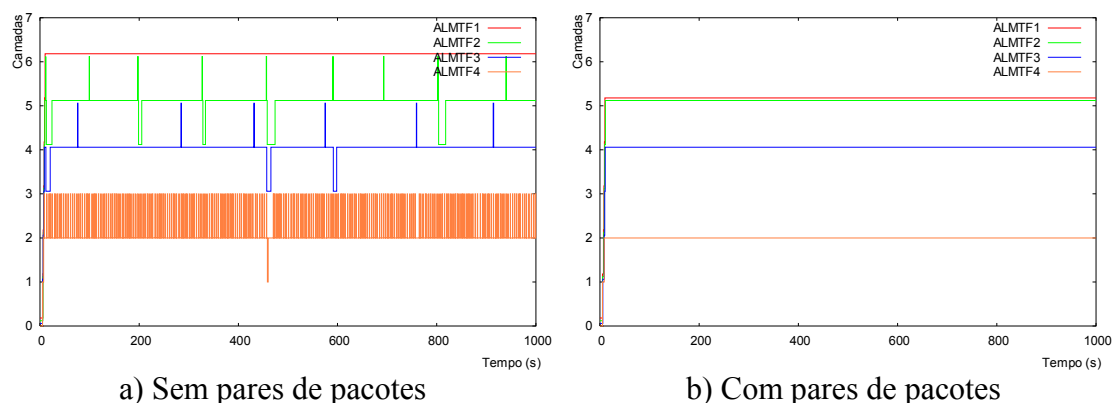 Camadas
7
6
5
4
3
2
1
0
ALMTF1
ALMTF2
ALMTF3
ALMTF4
0 200 400 600 800 1000
Tempo (s)
a) Sem pares de pacotes
Camadas
7
6
5
4
3
2
1
0
ALMTF1
ALMTF2
ALMTF3
ALMTF4
0 200 400 600 800 1000
Tempo (s)
b) Com pares de pacotes